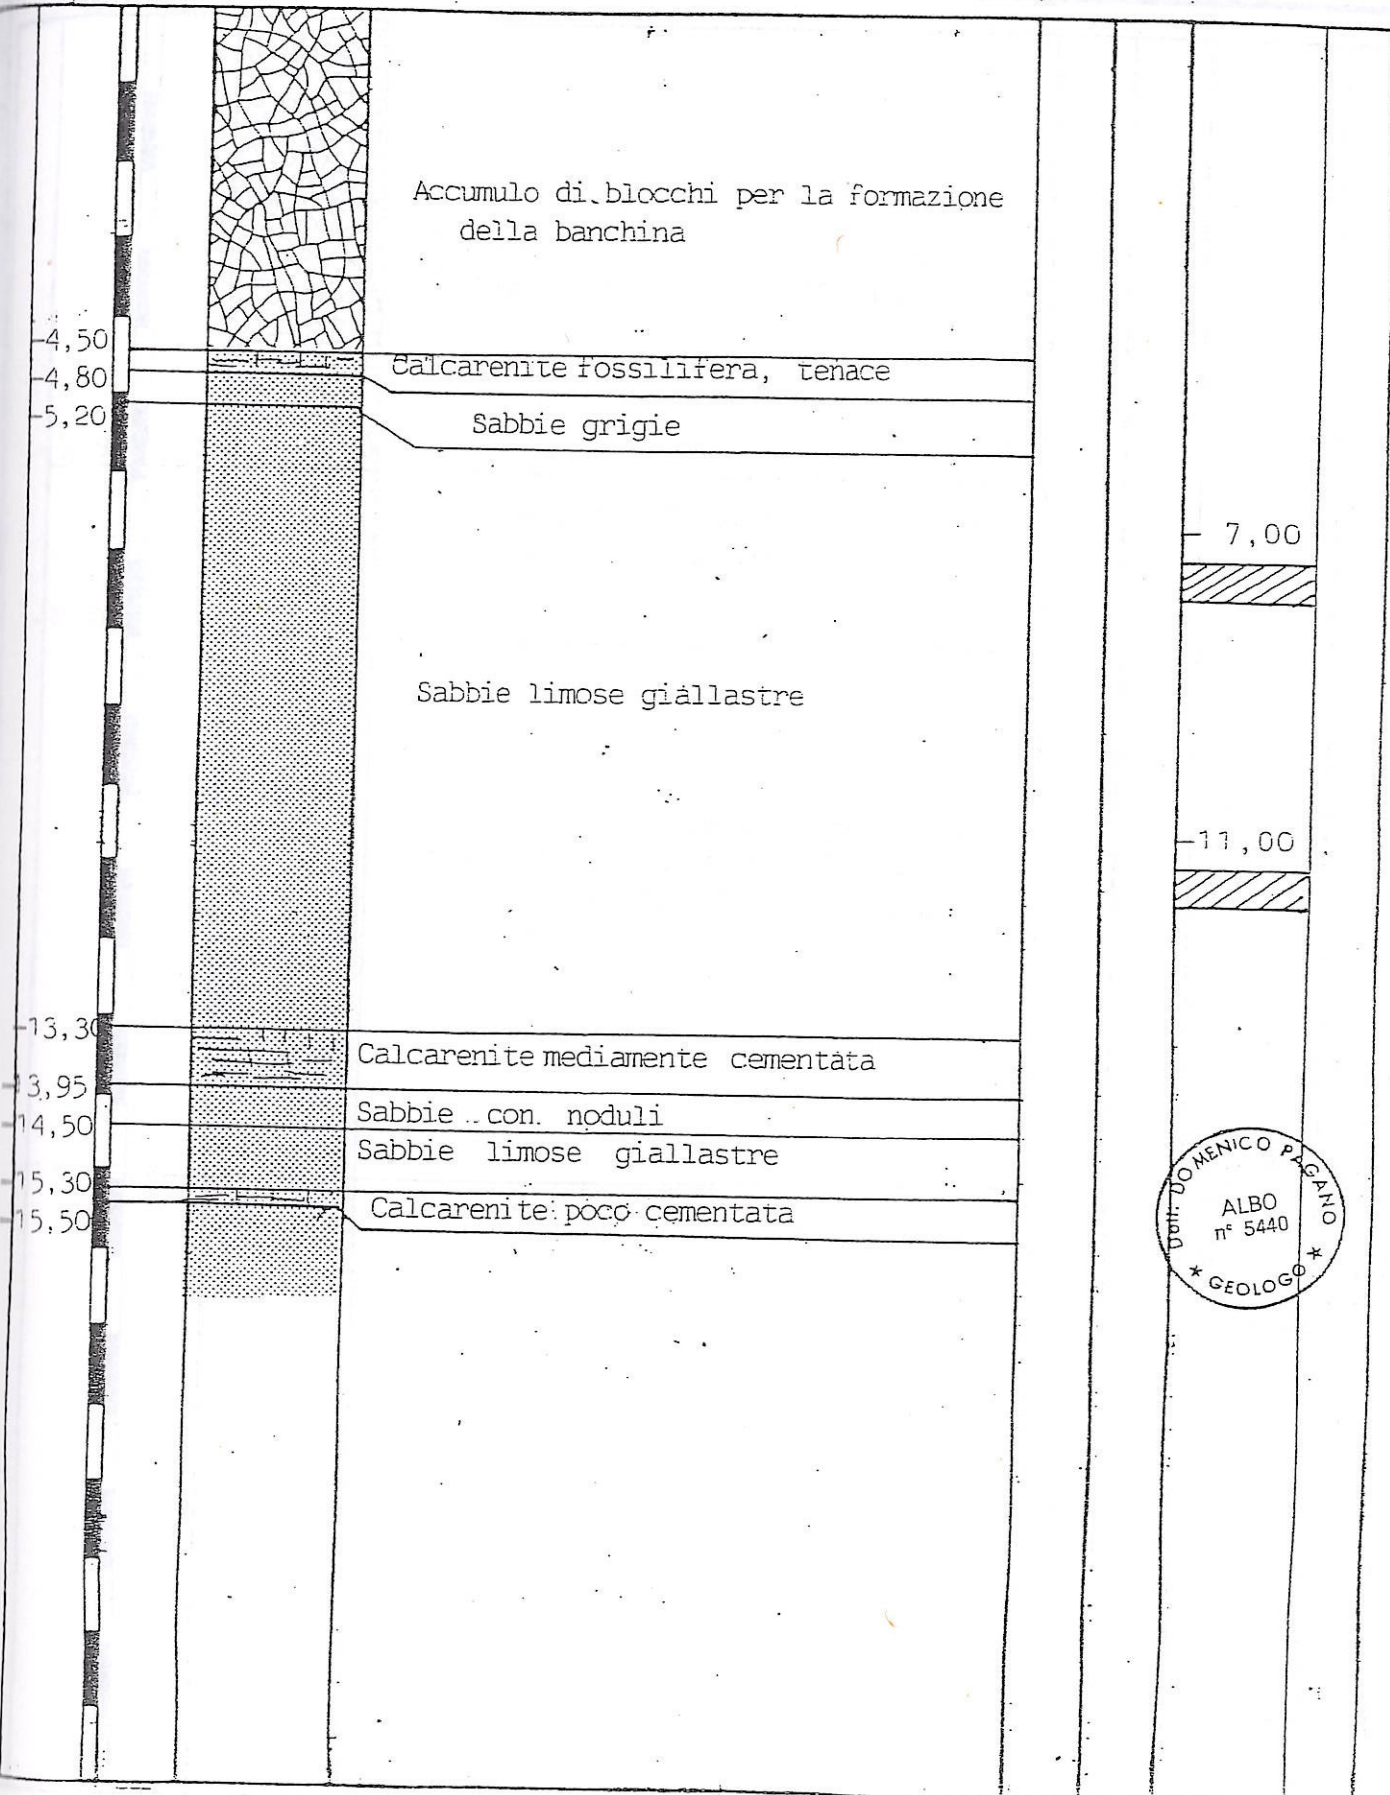 Accumulo di blocchi per la formazione
della banchina
-4,50
Calcarenite fossilifera, tenace
-4,80
-5,20
Sabbie grigie
7,00
Sabbie limose giallastre
-11,00
-13,30
Calcarenite mediamente cementata
13,95
Sabbie con noduli
-14,50
Sabbie limose giallastre
15,30
Calcarenite poco cementata
15,50
Dott. DOMENICO PAGANO
ALBO
n° 5440
* GEOLOGO *